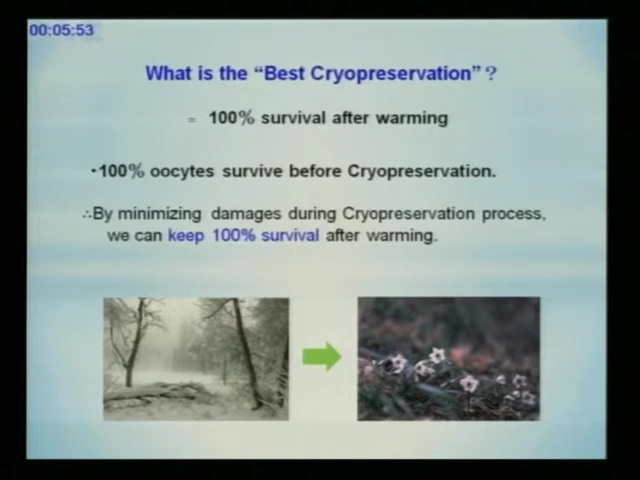 00:05:53
What is the “Best Cryopreservation”?
= 100% survival after warming
・100% oocytes survive before Cryopreservation.
∴By minimizing damages during Cryopreservation process,
we can keep 100% survival after warming.